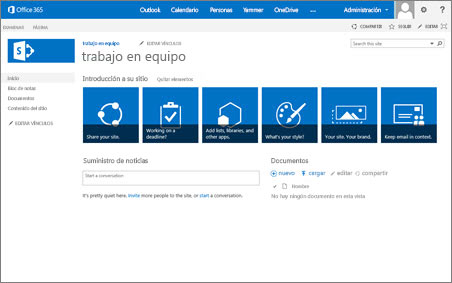 Office 365 Outlook Calendario Personas Yammer OneDrive ... Administración ?
EXAMINAR PÁGINA COMPARTIR SEGUIR EDITAR
trabajo en equipo EDITAR VÍNCULOS Search this site
trabajo en equipo
Inicio
Bloc de notas
Documentos
Contenido del sitio
EDITAR VÍNCULOS
Introducción a su sitio Quitar elementos
Share your site.
Working on a deadline?
Add lists, libraries, and other apps.
What's your style?
Your site. Your brand.
Keep email in context.
Suministro de noticias
Start a conversation
It's pretty quiet here. Invite more people to the site, or start a conversation.
Documentos
nuevo cargar editar compartir
Nombre
No hay ningún documento en esta vista